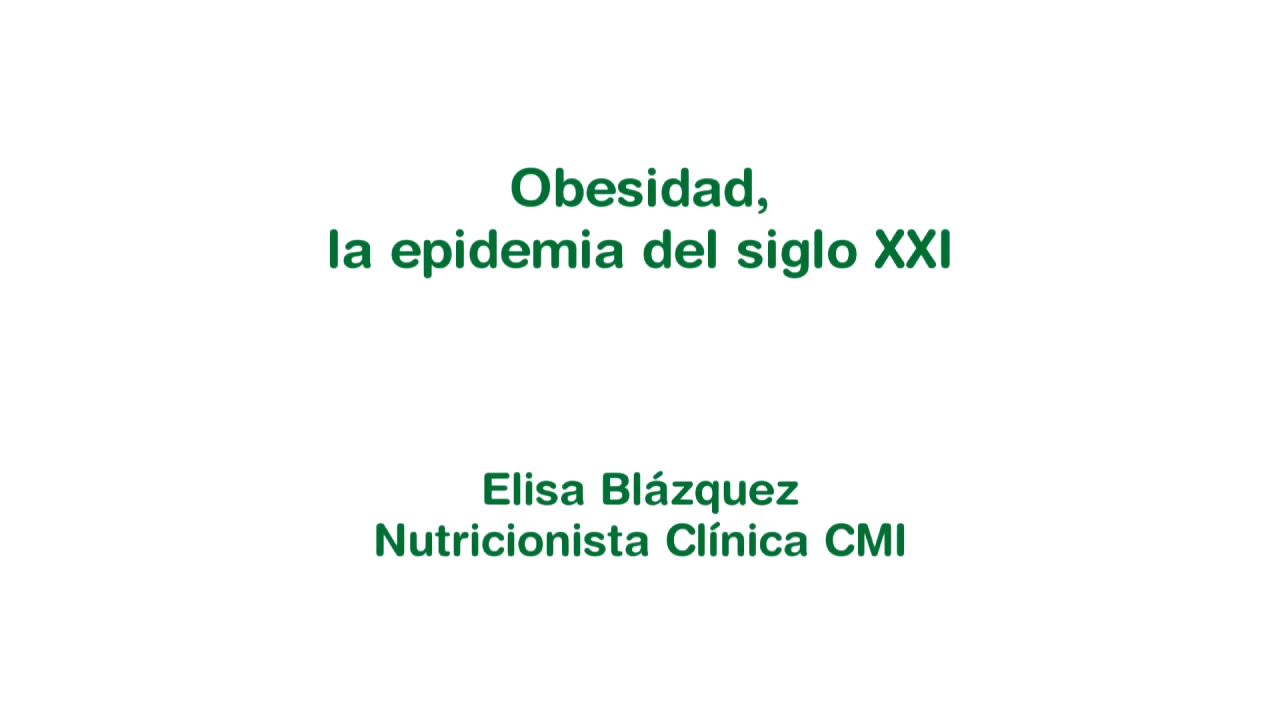 Obesidad,
la epidemia del siglo XXI
Elisa Blázquez
Nutricionista Clínica CMI